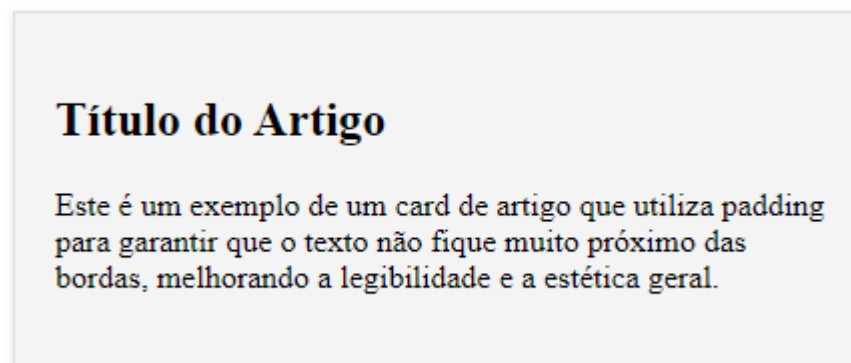 Título do Artigo
Este é um exemplo de um card de artigo que utiliza padding
para garantir que o texto não fique muito próximo das
bordas, melhorando a legibilidade e a estética geral.